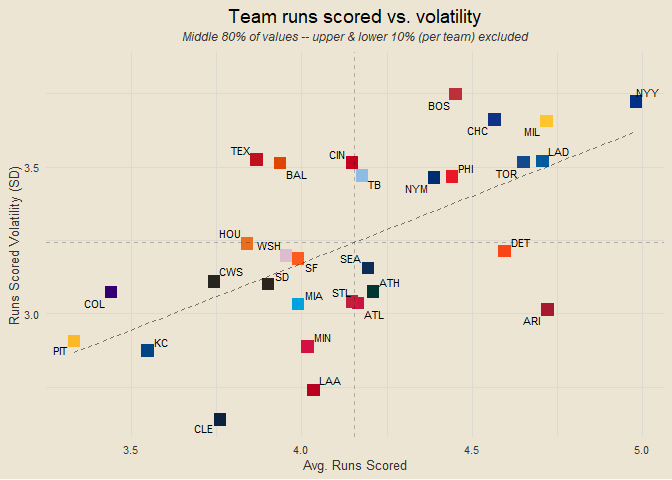 Team runs scored vs. volatility
Middle 80% of values -- upper & lower 10% (per team) excluded
NYY
BOS
CHC
MIL
TEX
CIN
LAD
3.5
BAL
PHI
TOR
TB
NYM
HOU
WSH
DET
SF
SEA
CWS
SD
ATH
COL
MIA
STL
3.0
ATL
ARI
MIN
KC
PIT
LAA
CLE
3.5
4.0
4.5
5.0
Avg. Runs Scored
Runs Scored Volatility (SD)